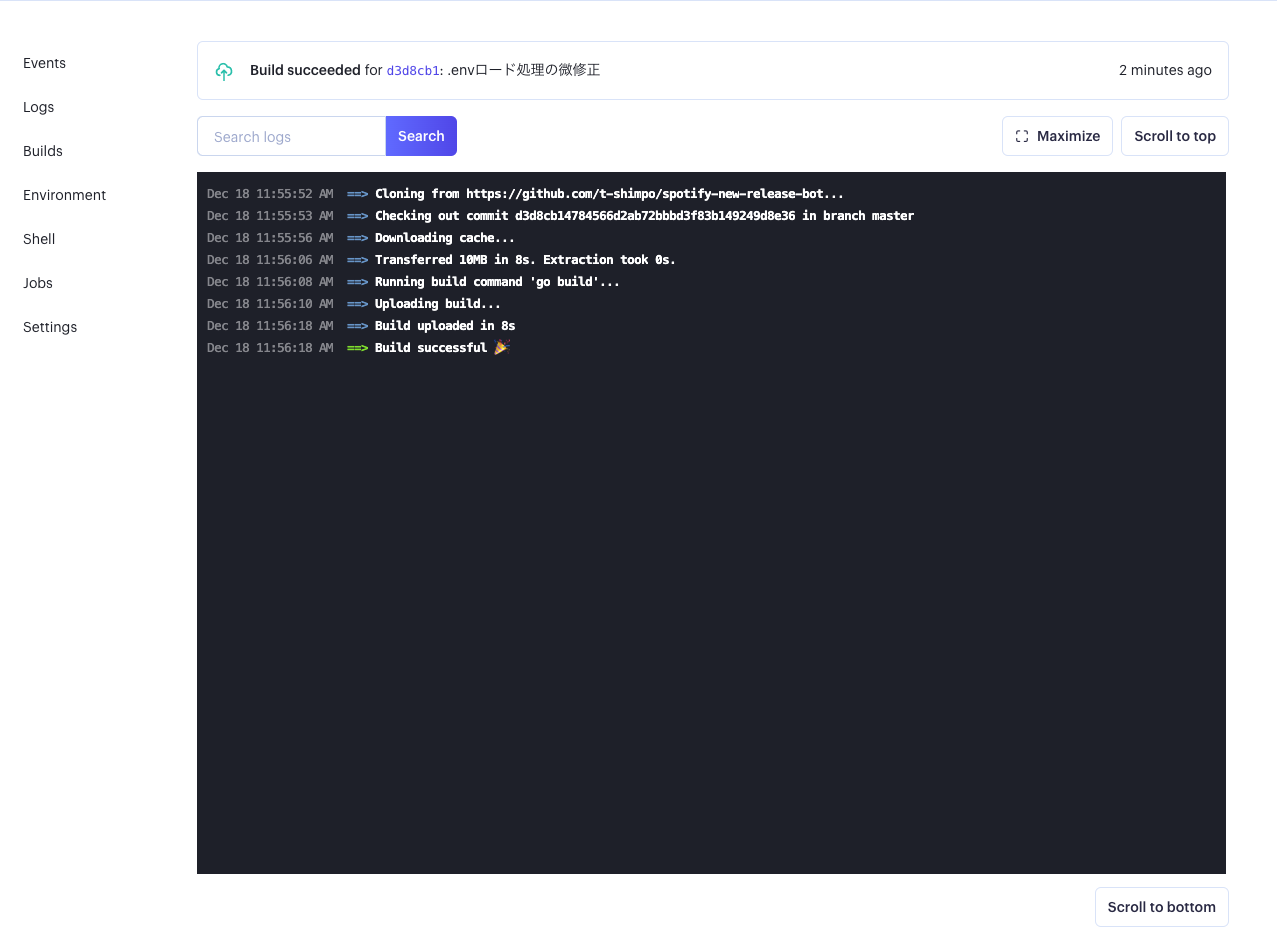 Events
Logs
Builds
Environment
Shell
Jobs
Settings
Build succeeded for d3d8cb1: .envロード処理の微修正
2 minutes ago
Search logs
Search
Maximize
Scroll to top
Dec 18 11:55:52 AM ==> Cloning from https://github.com/t-shimpo/spotify-new-release-bot...
Dec 18 11:55:53 AM ==> Checking out commit d3d8cb14784566d2ab72bbbd3f83b149249d8e36 in branch master
Dec 18 11:55:56 AM ==> Downloading cache...
Dec 18 11:56:06 AM ==> Transferred 10MB in 8s. Extraction took 0s.
Dec 18 11:56:08 AM ==> Running build command 'go build'...
Dec 18 11:56:10 AM ==> Uploading build...
Dec 18 11:56:18 AM ==> Build uploaded in 8s
Dec 18 11:56:18 AM ==> Build successful 🎉
Scroll to bottom